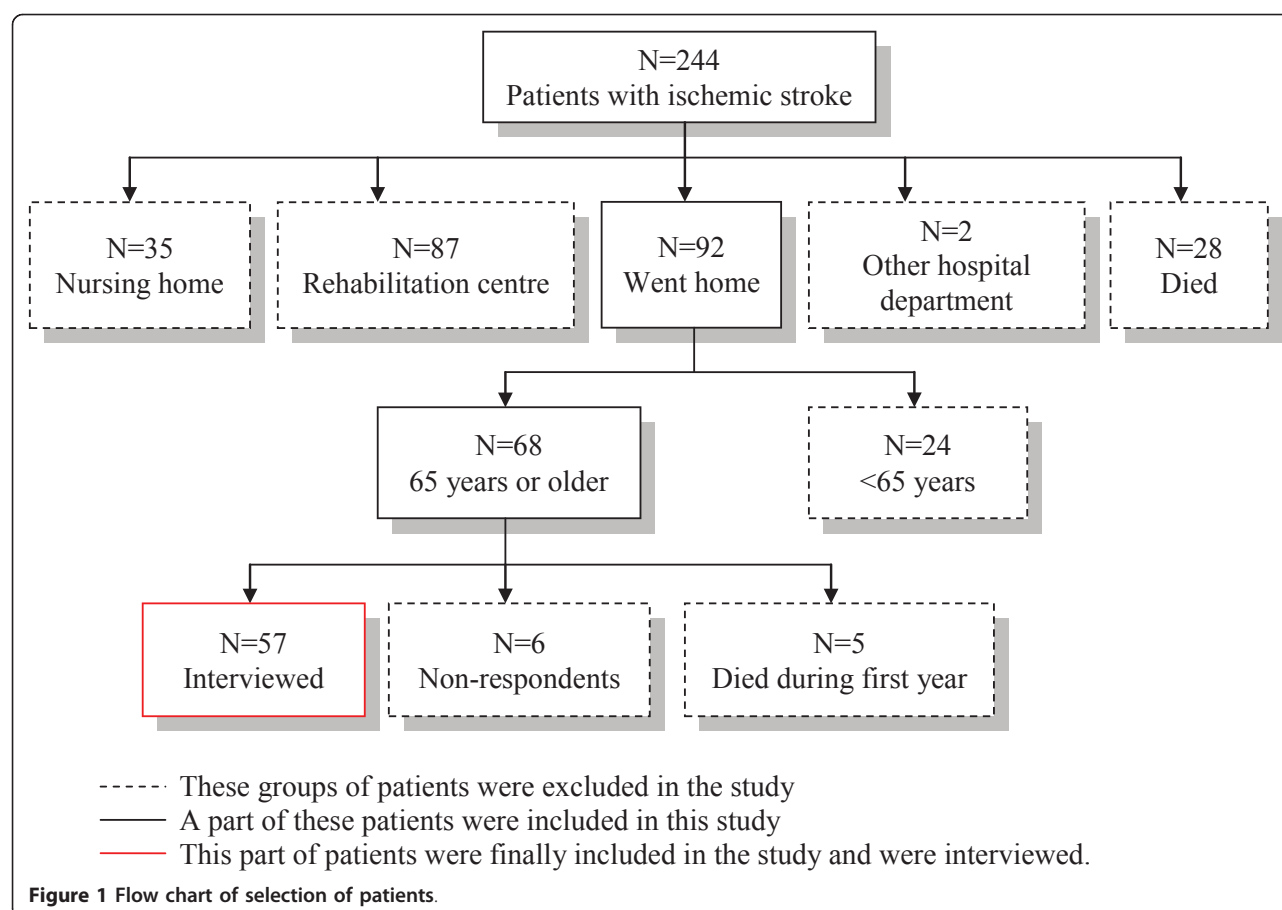 N=244
Patients with ischemic stroke
N=35
Nursing home
N=87
Rehabilitation centre
N=92
Went home
N=2
Other hospital
department
N=28
Died
N=68
65 years or older
N=24
<65 years
N=57
Interviewed
N=6
Non-respondents
N=5
Died during first year
These groups of patients were excluded in the study
A part of these patients were included in this study
This part of patients were finally included in the study and were interviewed.
Figure 1 Flow chart of selection of patients.